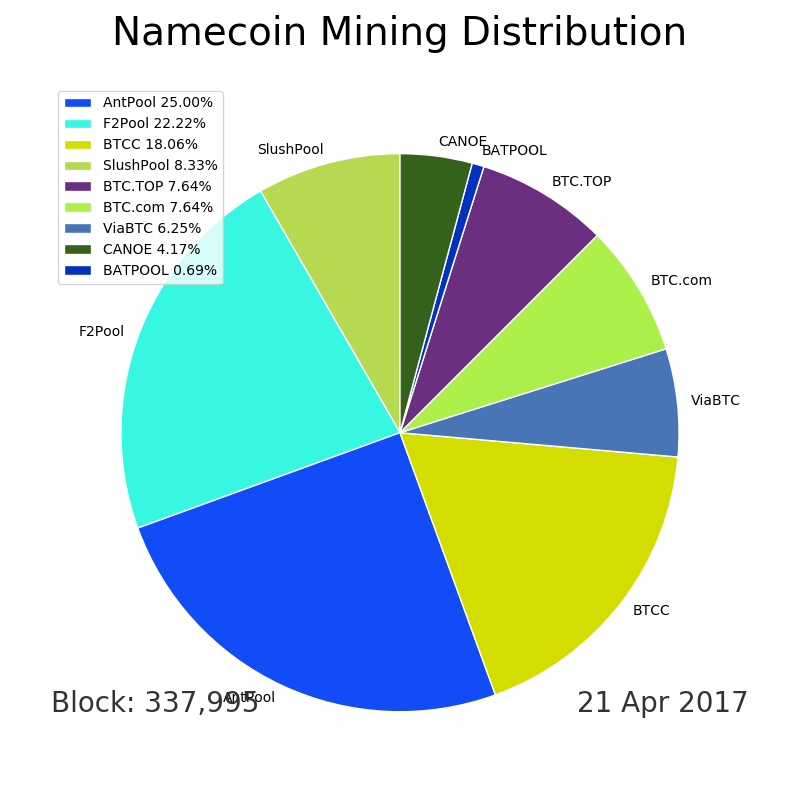 Namecoin Mining Distribution
AntPool 25.00%
F2Pool 22.22%
BTCC 18.06%
SlushPool 8.33%
BTC.TOP 7.64%
BTC.com 7.64%
ViaBTC 6.25%
CANOE 4.17%
BATPOOL 0.69%
SlushPool
CANOE
BATPOOL
BTC.TOP
BTC.com
F2Pool
ViaBTC
BTCC
AntPool
Block: 337,995
21 Apr 2017